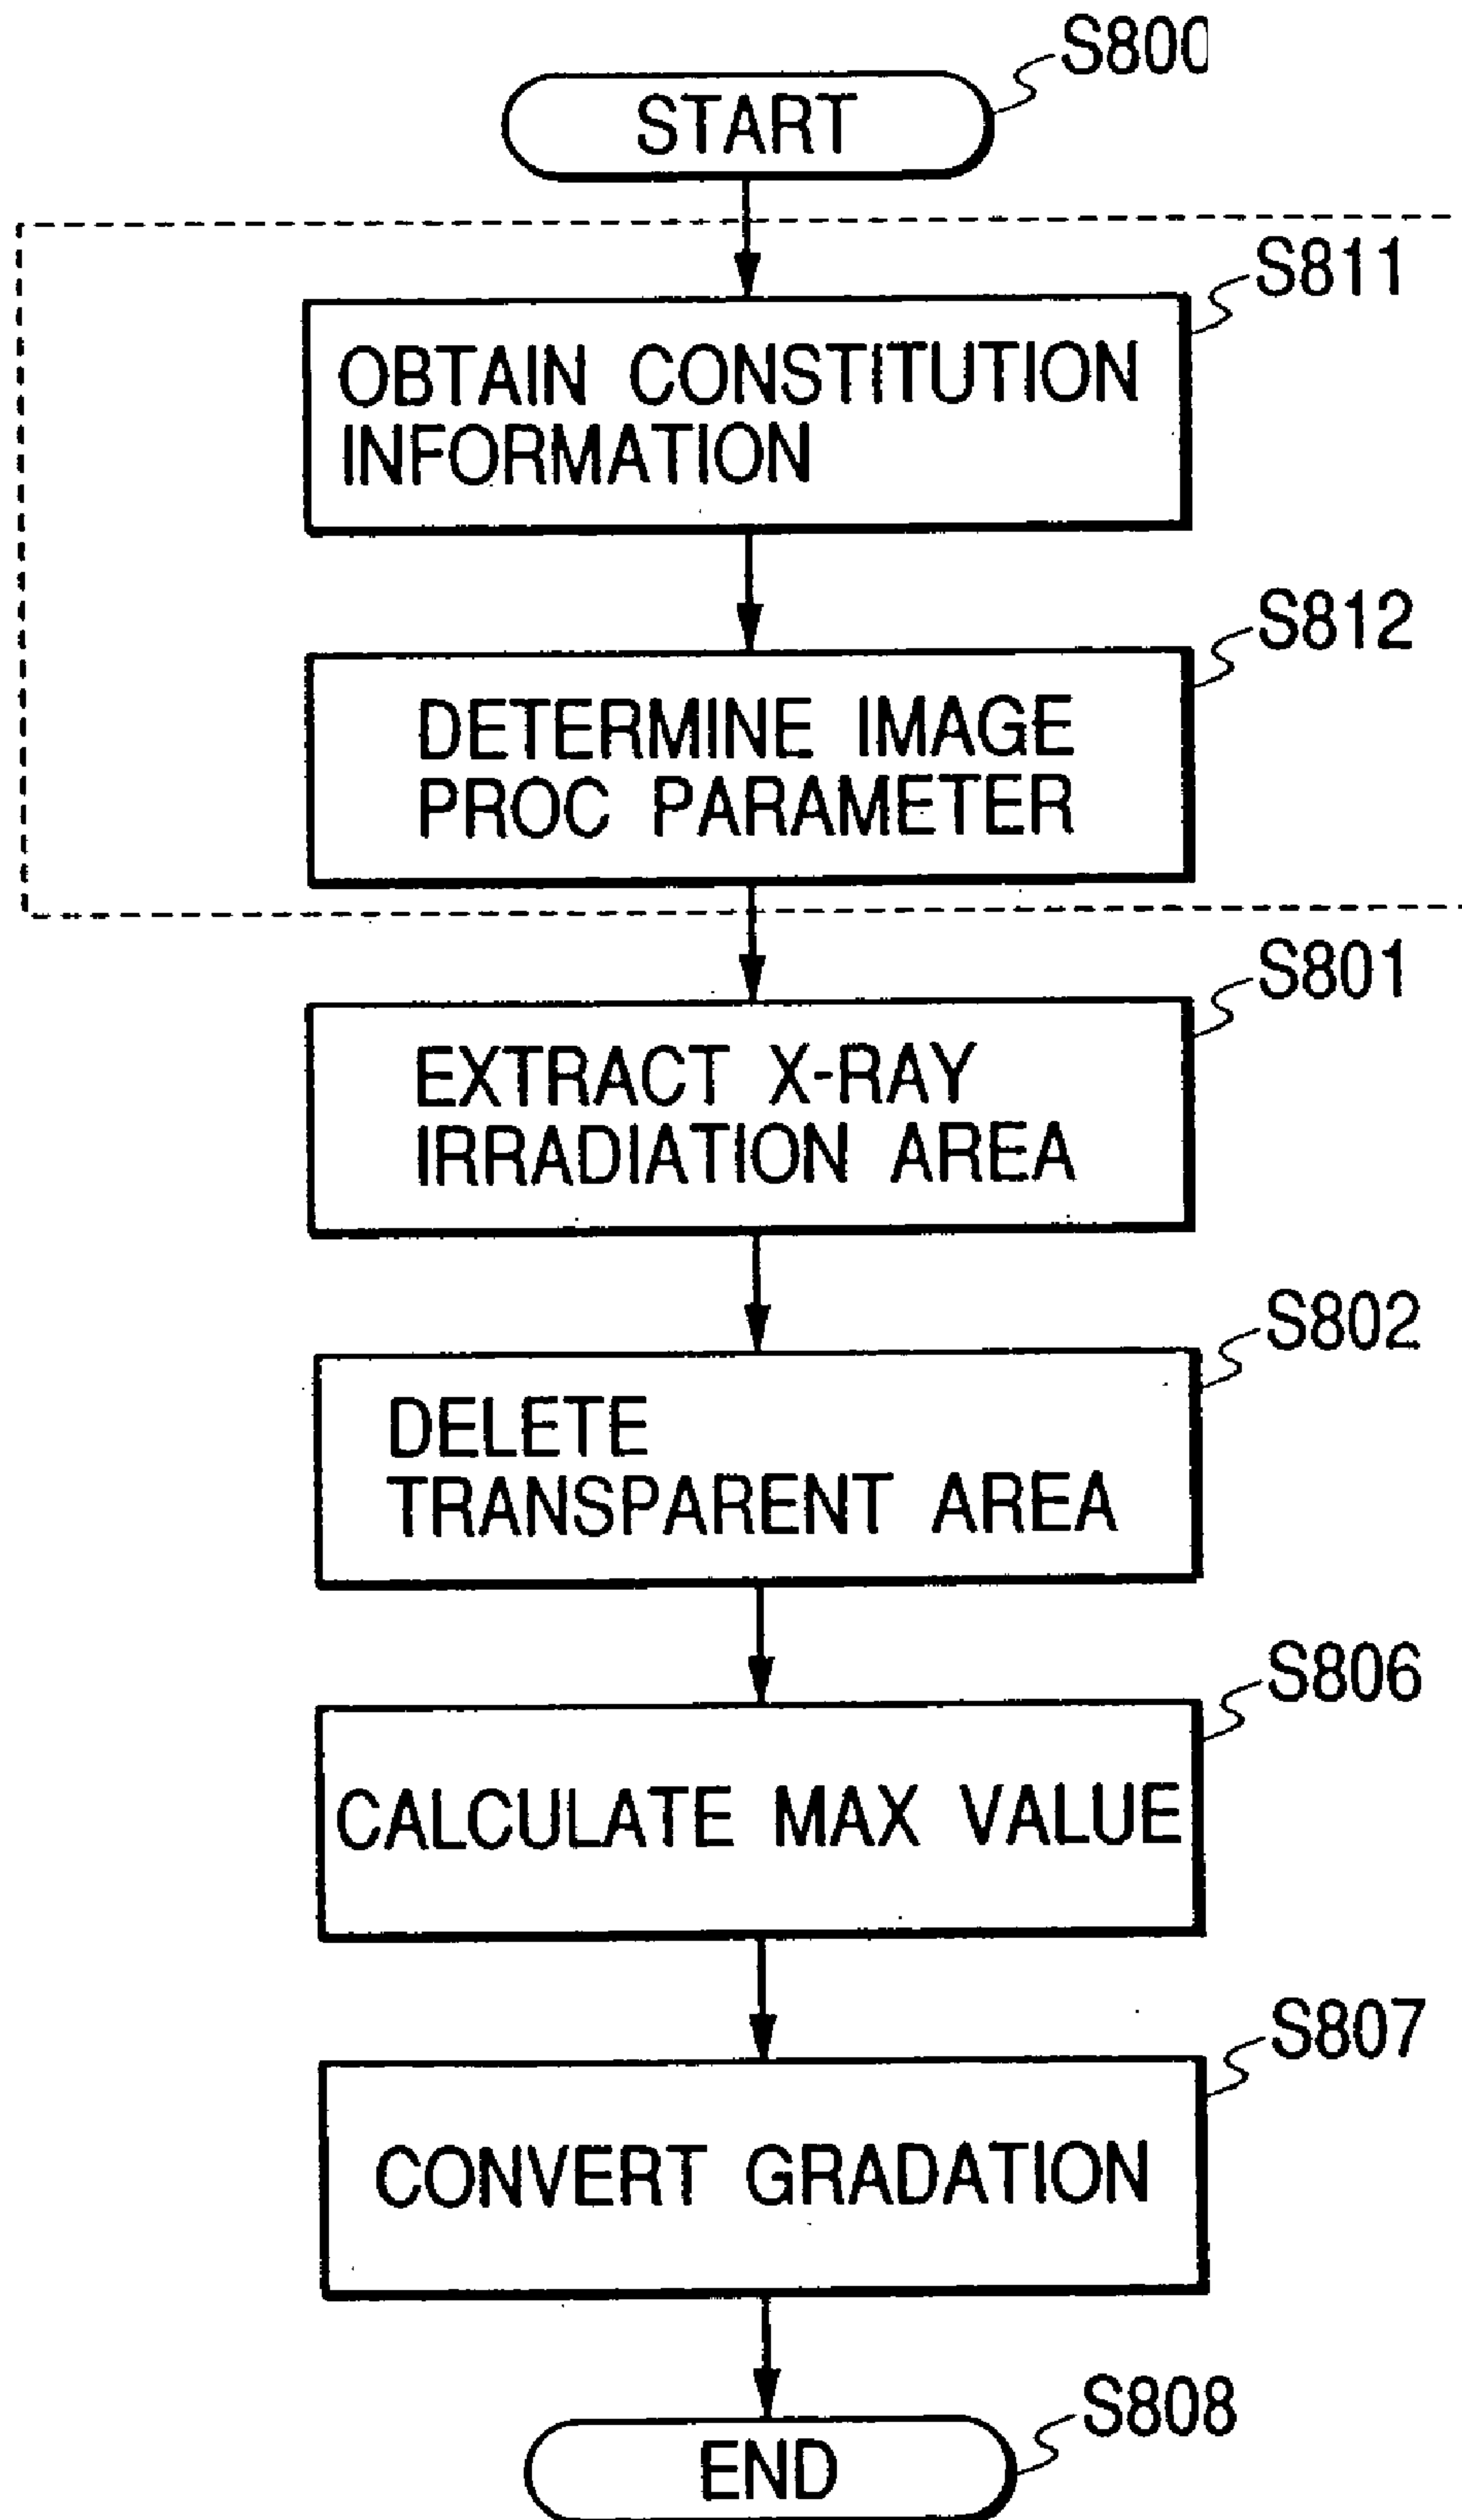 S800
START
S811
OBTAIN CONSTITUTION
INFORMATION
S812
DETERMINE IMAGE
PROC PARAMETER
S801
EXTRACT X-RAY
IRRADIATION AREA
S802
DELETE
TRANSPARENT AREA
S806
CALCULATE MAX VALUE
S807
CONVERT GRADATION
S808
END